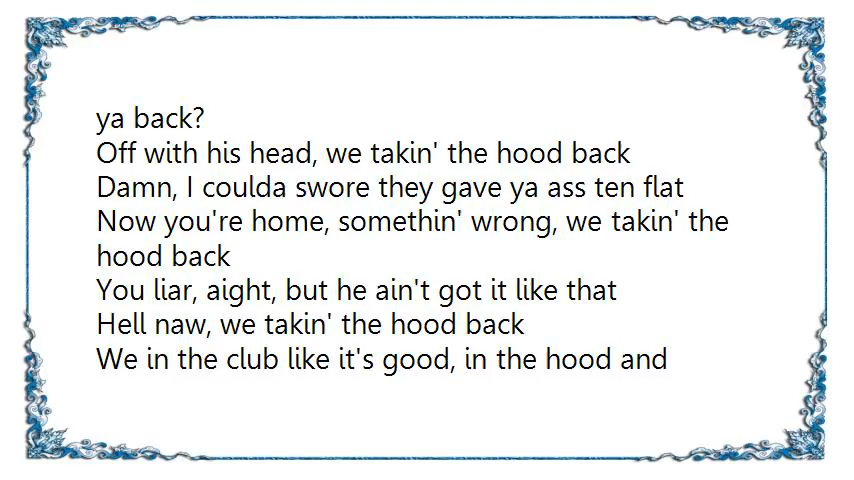 ya back?
Off with his head, we takin' the hood back
Damn, I coulda swore they gave ya ass ten flat
Now you're home, somethin' wrong, we takin' the
hood back
You liar, aight, but he ain't got it like that
Hell naw, we takin' the hood back
We in the club like it's good, in the hood and